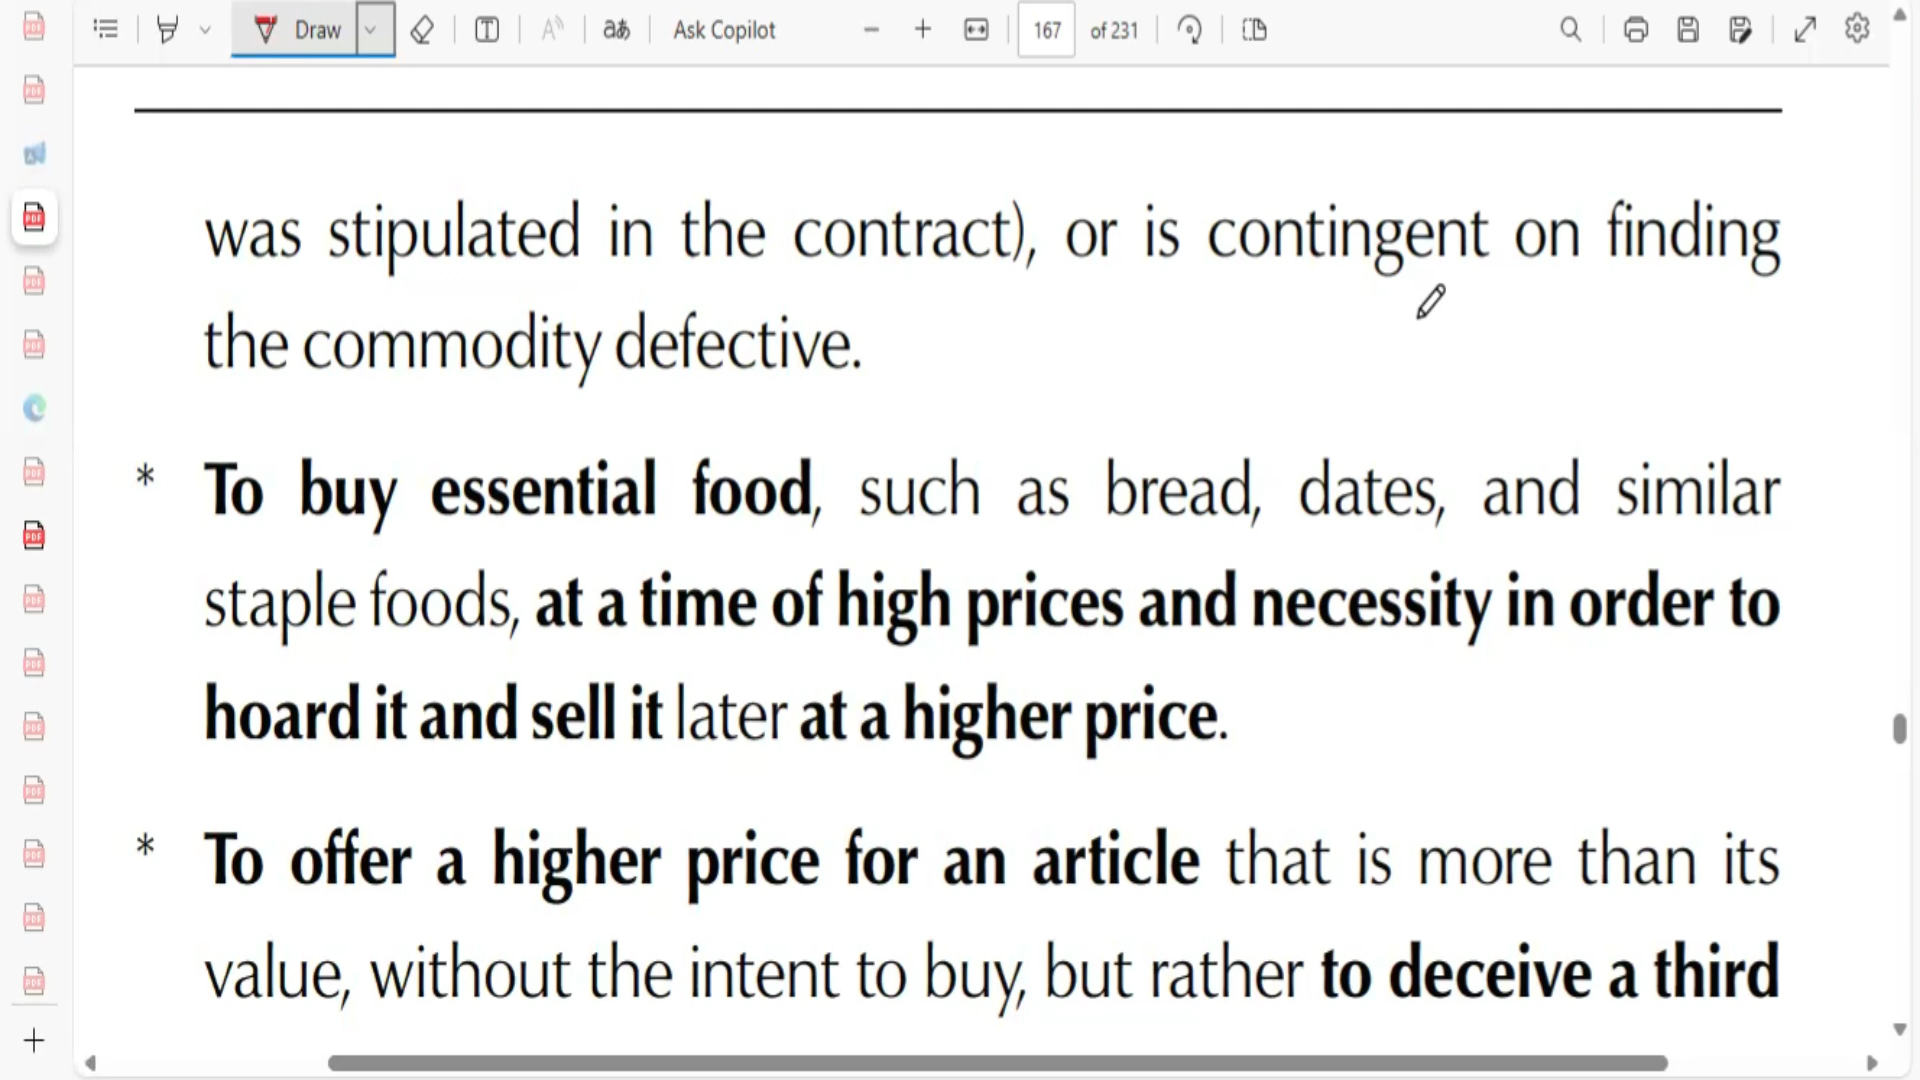 Draw
Ask Copilot
167 of 231
was stipulated in the contract), or is contingent on finding
the commodity defective.
* To buy essential food, such as bread, dates, and similar
staple foods, at a time of high prices and necessity in order to
hoard it and sell it later at a higher price.
* To offer a higher price for an article that is more than its
value, without the intent to buy, but rather to deceive a third